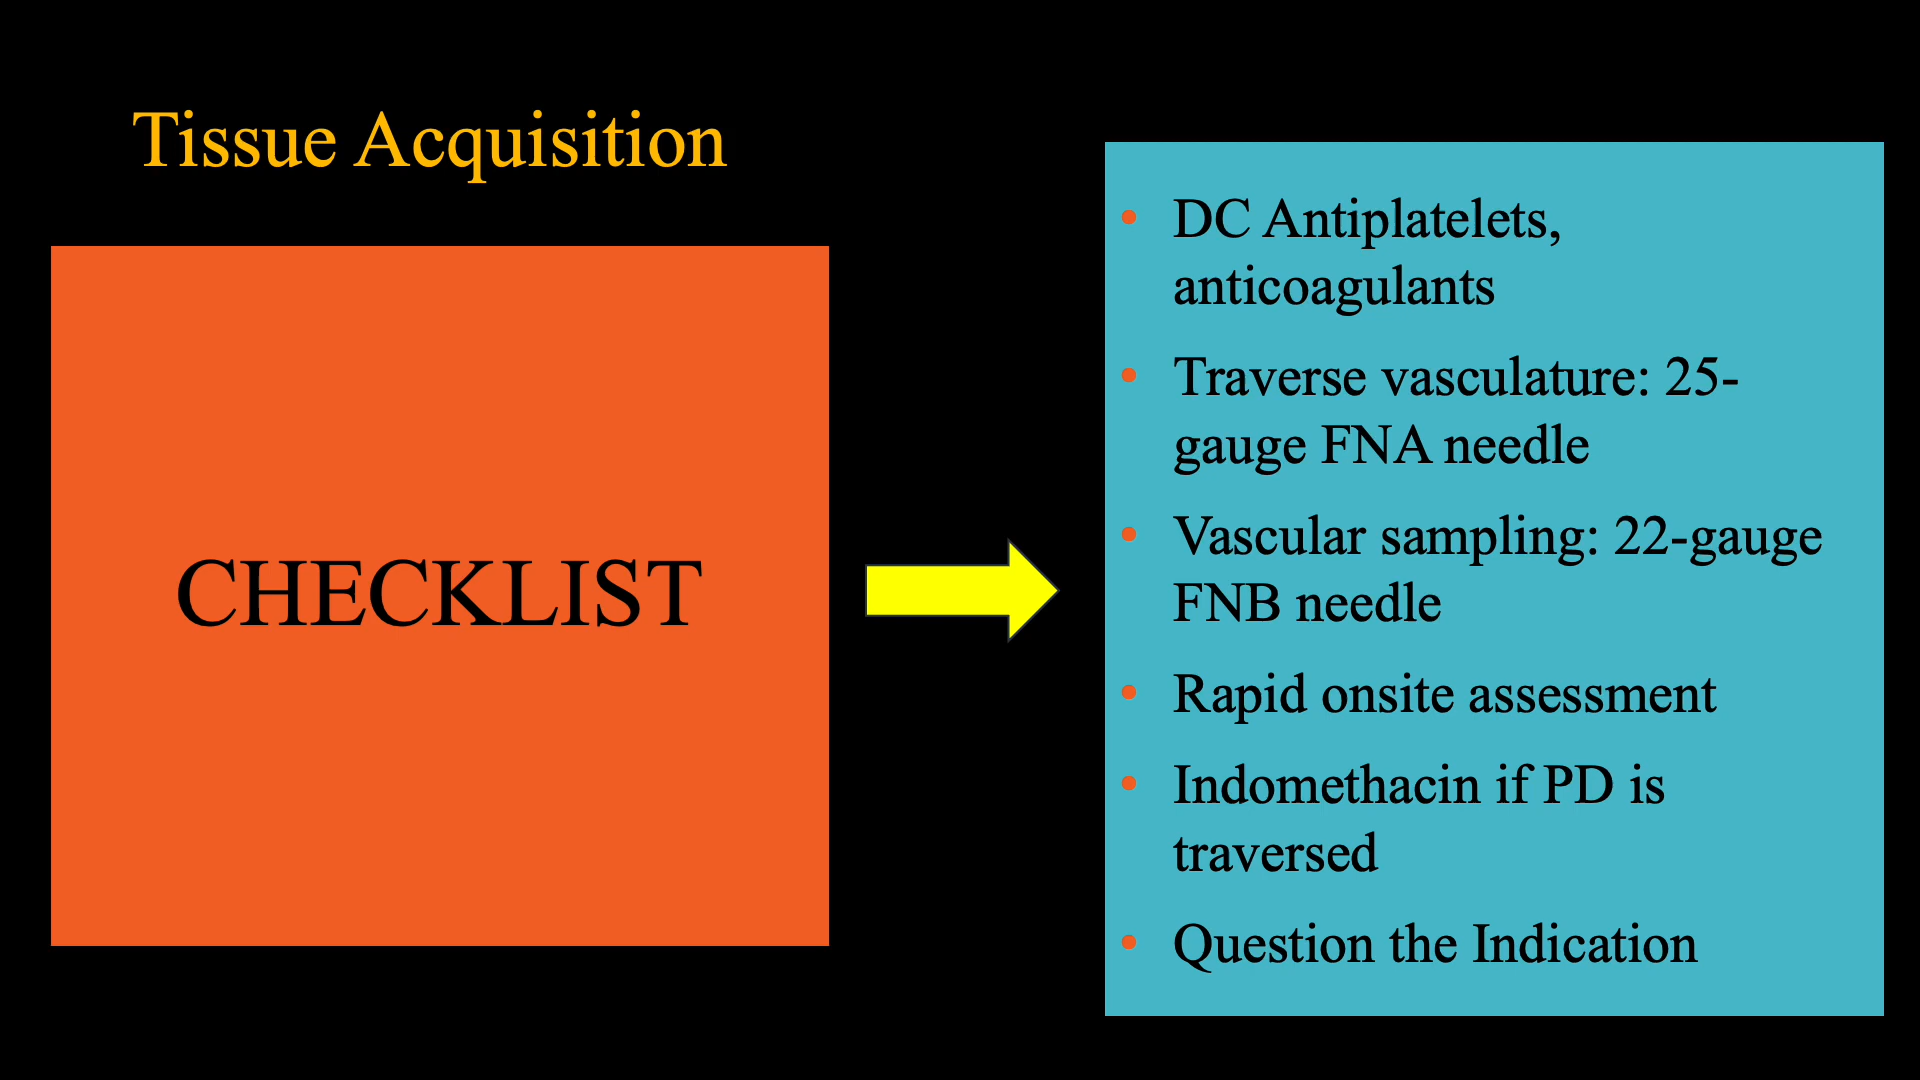 Tissue Acquisition
CHECKLIST
• DC Antiplatelets,
anticoagulants
• Traverse vasculature: 25-
gauge FNA needle
• Vascular sampling: 22-gauge
FNB needle
• Rapid onsite assessment
• Indomethacin if PD is
traversed
• Question the Indication